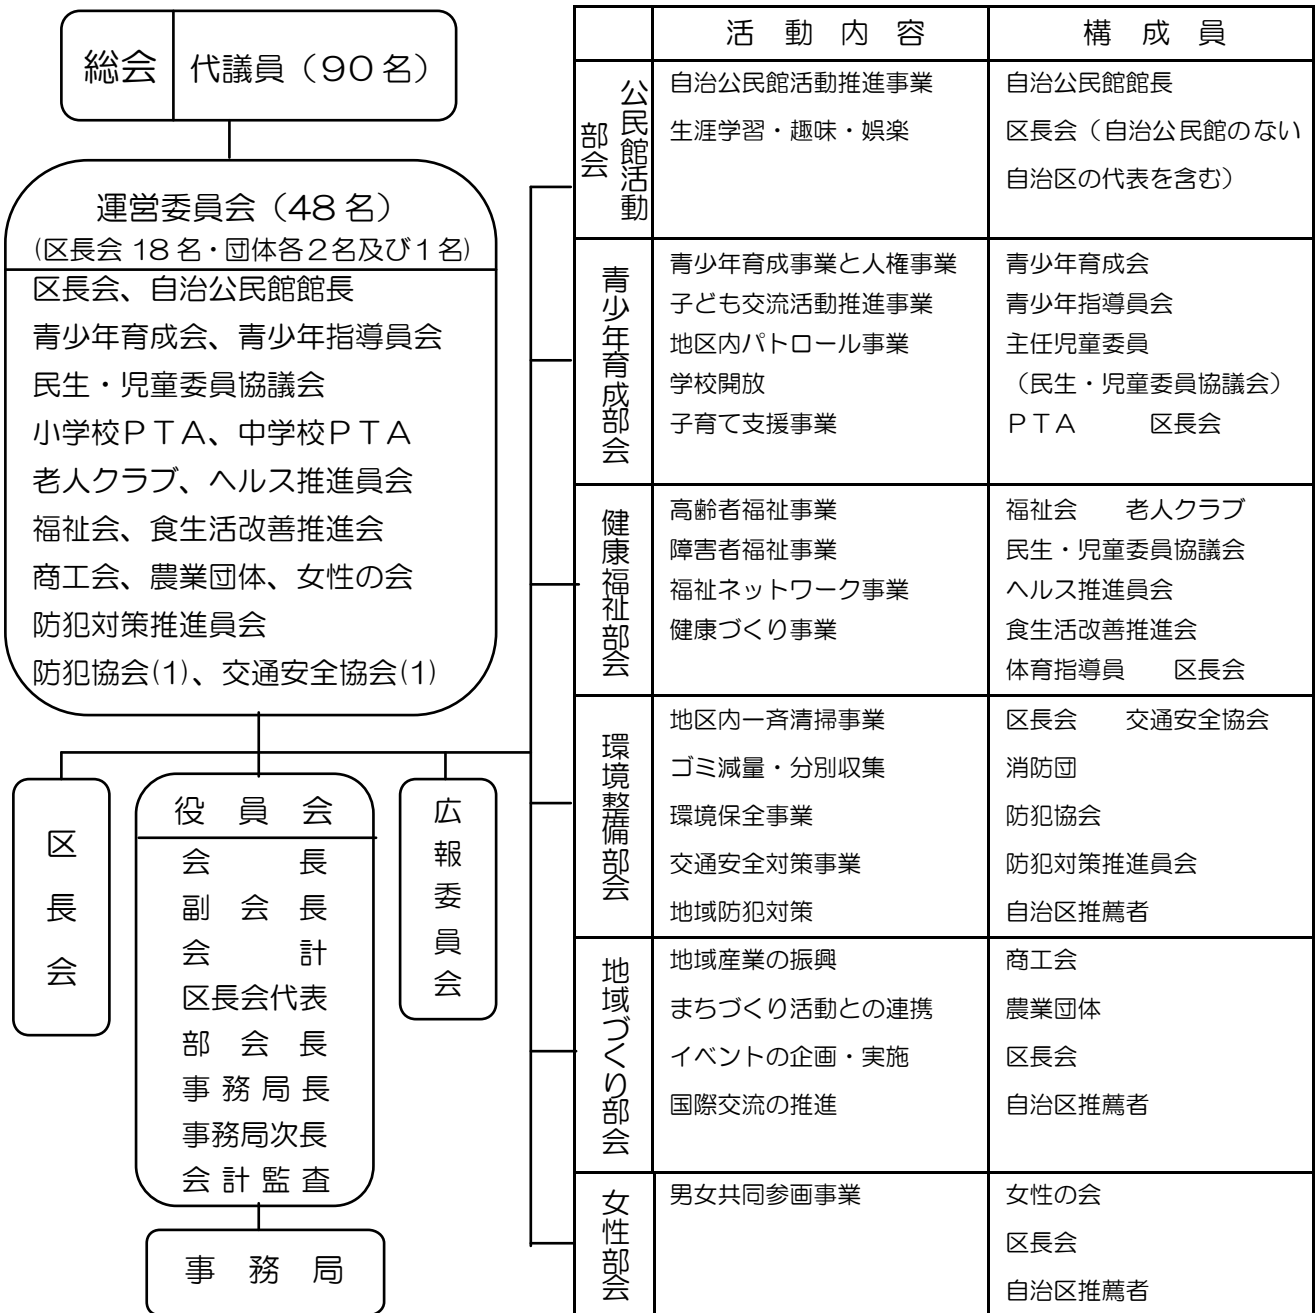 総会 代議員(90名)
運営委員会(48名)
(区長会 18名・団体各2名及び1名)
区長会、自治公民館館長
青少年育成会、青少年指導員会
民生・児童委員協議会
小学校PTA、中学校PTA
老人クラブ、ヘルス推進員会
福祉会、食生活改善推進会
商工会、農業団体、女性の会
防犯対策推進員会
防犯協会(1)、交通安全協会(1)
区長会
役員会
会長
副会長
会計
区長会代表
部会長
事務局長
事務局次長
会計監査
広報委員会
事務局
活動内容 構成員
公民館活動
部会
自治公民館活動推進事業
生涯学習・趣味・娯楽
自治公民館館長
区長会(自治公民館のない
自治区の代表を含む)
青少年育成部会
青少年育成事業と人権事業
子ども交流活動推進事業
地区内パトロール事業
学校開放
子育て支援事業
青少年育成会
青少年指導員会
主任児童委員
(民生・児童委員協議会)
PTA 区長会
健康福祉部会
高齢者福祉事業
障害者福祉事業
福祉ネットワーク事業
健康づくり事業
福祉会 老人クラブ
民生・児童委員協議会
ヘルス推進員会
食生活改善推進会
体育指導員 区長会
環境整備部会
地区内一斉清掃事業
ゴミ減量・分別収集
環境保全事業
交通安全対策事業
地域防犯対策
区長会 交通安全協会
消防団
防犯協会
防犯対策推進員会
自治区推薦者
地域づくり部会
地域産業の振興
まちづくり活動との連携
イベントの企画・実施
国際交流の推進
商工会
農業団体
区長会
自治区推薦者
女性部会
男女共同参画事業
女性の会
区長会
自治区推薦者